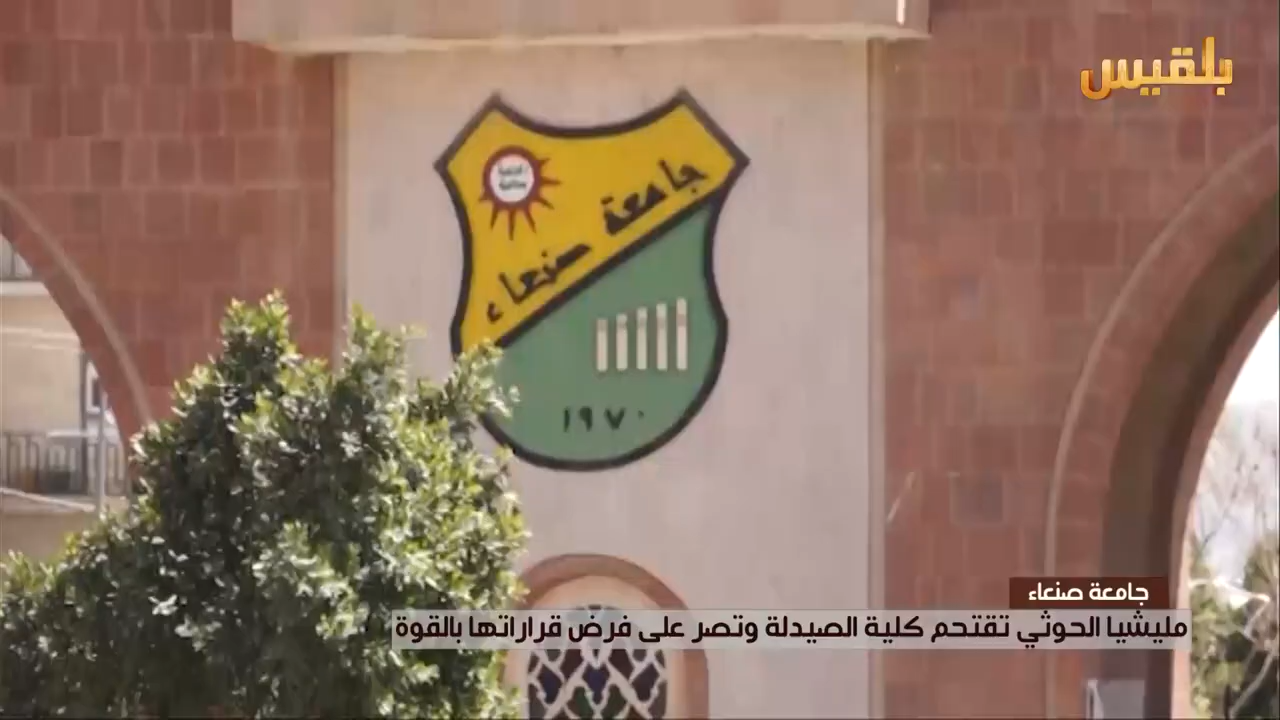 بلقيس
جامعة صنعاء
١٩٧٠
جامعة صنعاء
مليشيا الحوثي تقتحم كلية الصيدلة وتصر على فرض قراراتها بالقوة